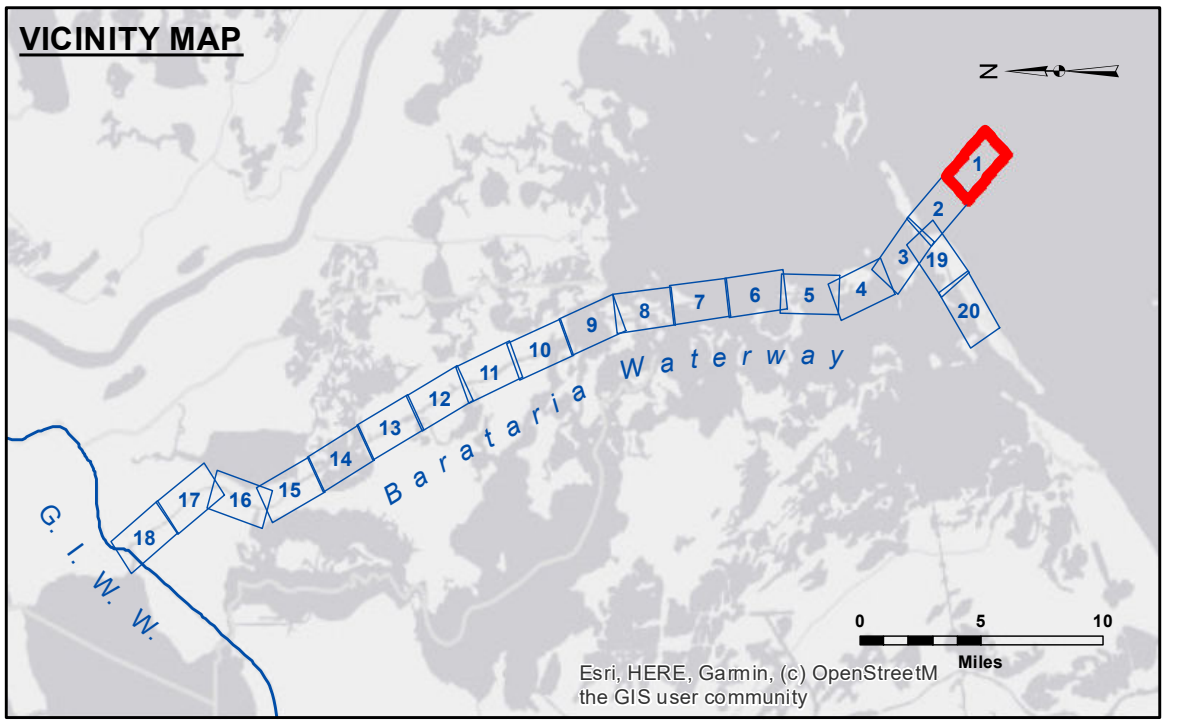 VICINITY MAP
N
1
2
3
19
20
4
5
6
7
8
9
10
11
12
13
14
15
16
17
18
Barataria Waterway
G. I. W. W.
0 5 10
Miles
Esri, HERE, Garmin, (c) OpenStreetM
the GIS user community